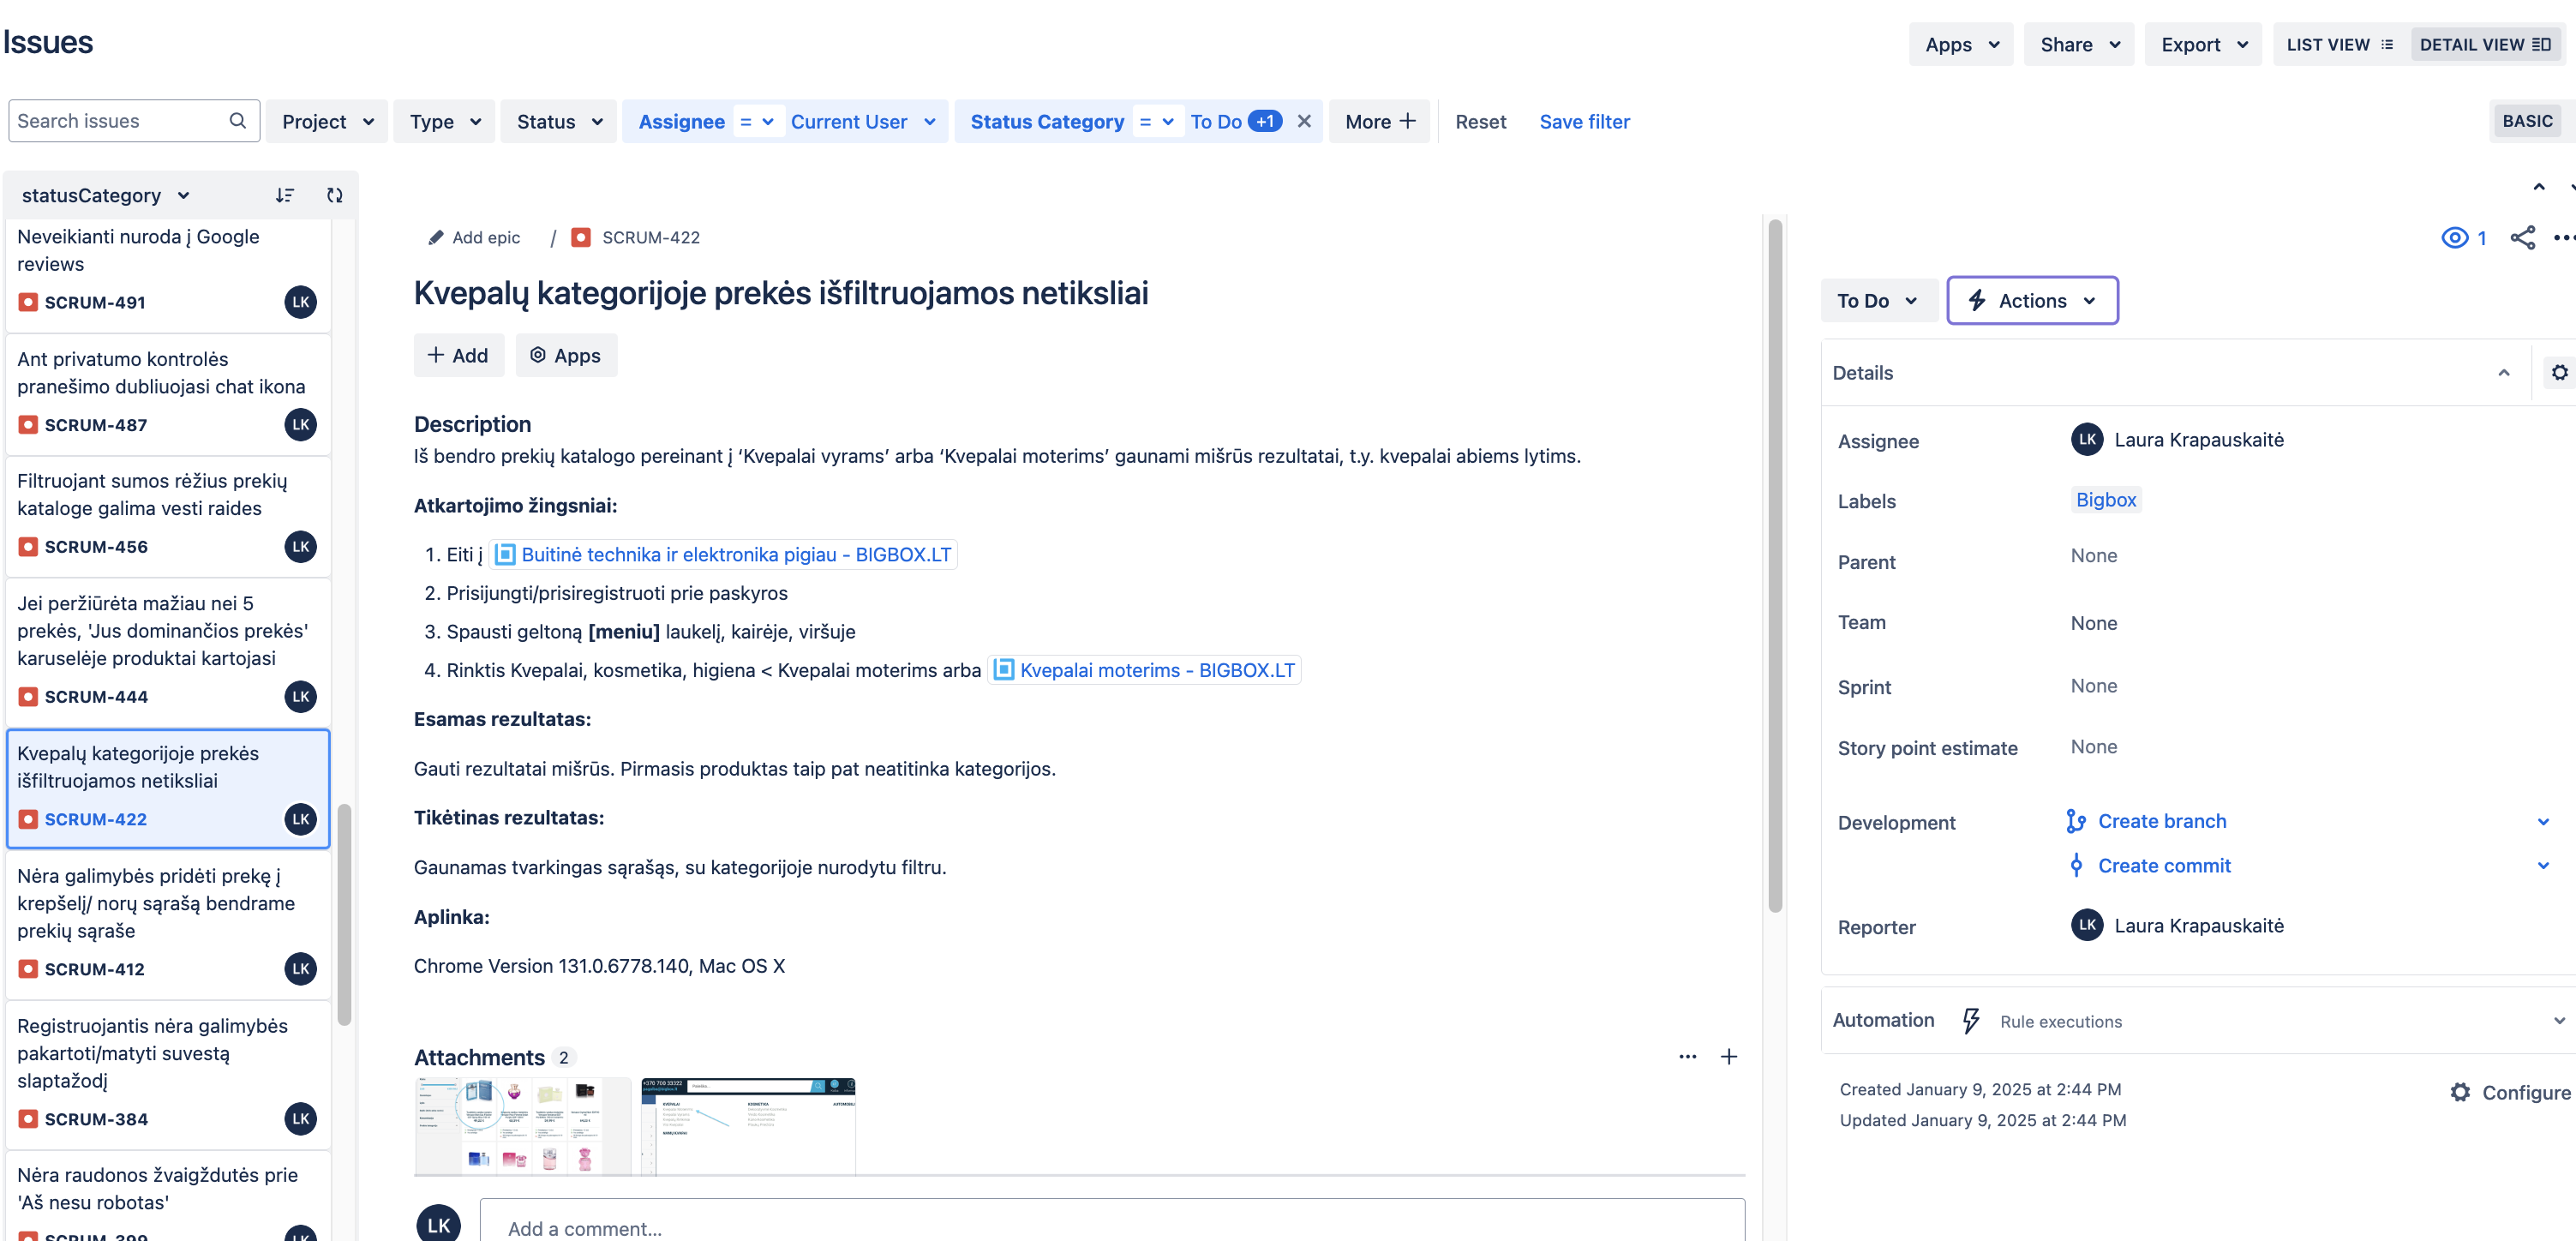 Issues
Apps
Share
Export
LIST VIEW
DETAIL VIEW
Search issues
Project
Type
Status
Assignee = Current User
Status Category = To Do +1
More
Reset
Save filter
BASIC
statusCategory
Neveikianti nuroda į Google
reviews
SCRUM-491
LK
Ant privatumo kontrolės
pranešimo dubliuojasi chat ikona
SCRUM-487
LK
Filtruojant sumos rėžius prekių
kataloge galima vesti raides
SCRUM-456
LK
Jei peržiūrėta mažiau nei 5
prekės, 'Jus dominančios prekės'
karuselėje produktai kartojasi
SCRUM-444
LK
Kvepalų kategorijoje prekės
išfiltruojamos netiksliai
SCRUM-422
LK
Nėra galimybės pridėti prekę į
krepšelį/ norų sąrašą bendrame
prekių sąraše
SCRUM-412
LK
Registruojantis nėra galimybės
pakartoti/matyti suvestą
slaptažodį
SCRUM-384
LK
Nėra raudonos žvaigždutės prie
'Aš nesu robotas'
SCRUM-399
LK
Add epic / SCRUM-422
Kvepalų kategorijoje prekės išfiltruojamos netiksliai
Add
Apps
Description
Iš bendro prekių katalogo pereinant į ‘Kvepalai vyrams’ arba ‘Kvepalai moterims’ gaunami mišrūs rezultatai, t.y. kvepalai abiems lytims.
Atkartojimo žingsniai:
1. Eiti į Buitinė technika ir elektronika pigiau - BIGBOX.LT
2. Prisijungti/prisiregistruoti prie paskyros
3. Spausti geltoną [meniu] laukelį, kairėje, viršuje
4. Rinktis Kvepalai, kosmetika, higiena < Kvepalai moterims arba Kvepalai moterims - BIGBOX.LT
Esamas rezultatas:
Gauti rezultatai mišrūs. Pirmasis produktas taip pat neatitinka kategorijos.
Tikėtinas rezultatas:
Gaunamas tvarkingas sąrašąs, su kategorijoje nurodytu filtru.
Aplinka:
Chrome Version 131.0.6778.140, Mac OS X
Attachments 2
+370 700 33322
LK
Add a comment...
1
To Do
Actions
Details
Assignee
LK Laura Krapauskaitė
Labels
Bigbox
Parent
None
Team
None
Sprint
None
Story point estimate
None
Development
Create branch
Create commit
Reporter
LK Laura Krapauskaitė
Automation
Rule executions
Created January 9, 2025 at 2:44 PM
Updated January 9, 2025 at 2:44 PM
Configure